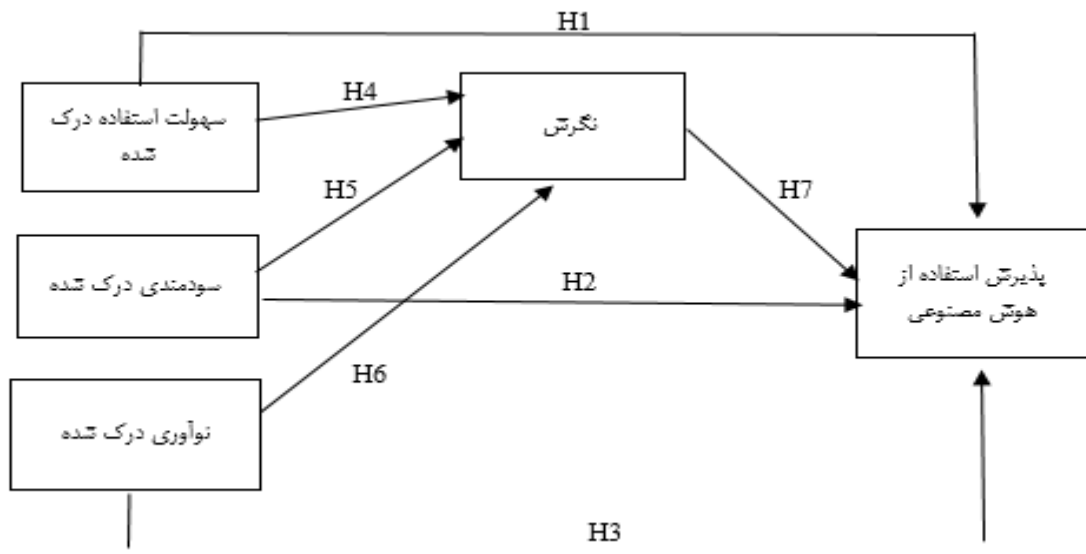 H1
سهولت استفاده درک
شده
H4
نگرش
H5
H7
سودمندی درک شده
H2
پذیرش استفاده از
هوش مصنوعی
H6
نوآوری درک شده
H3